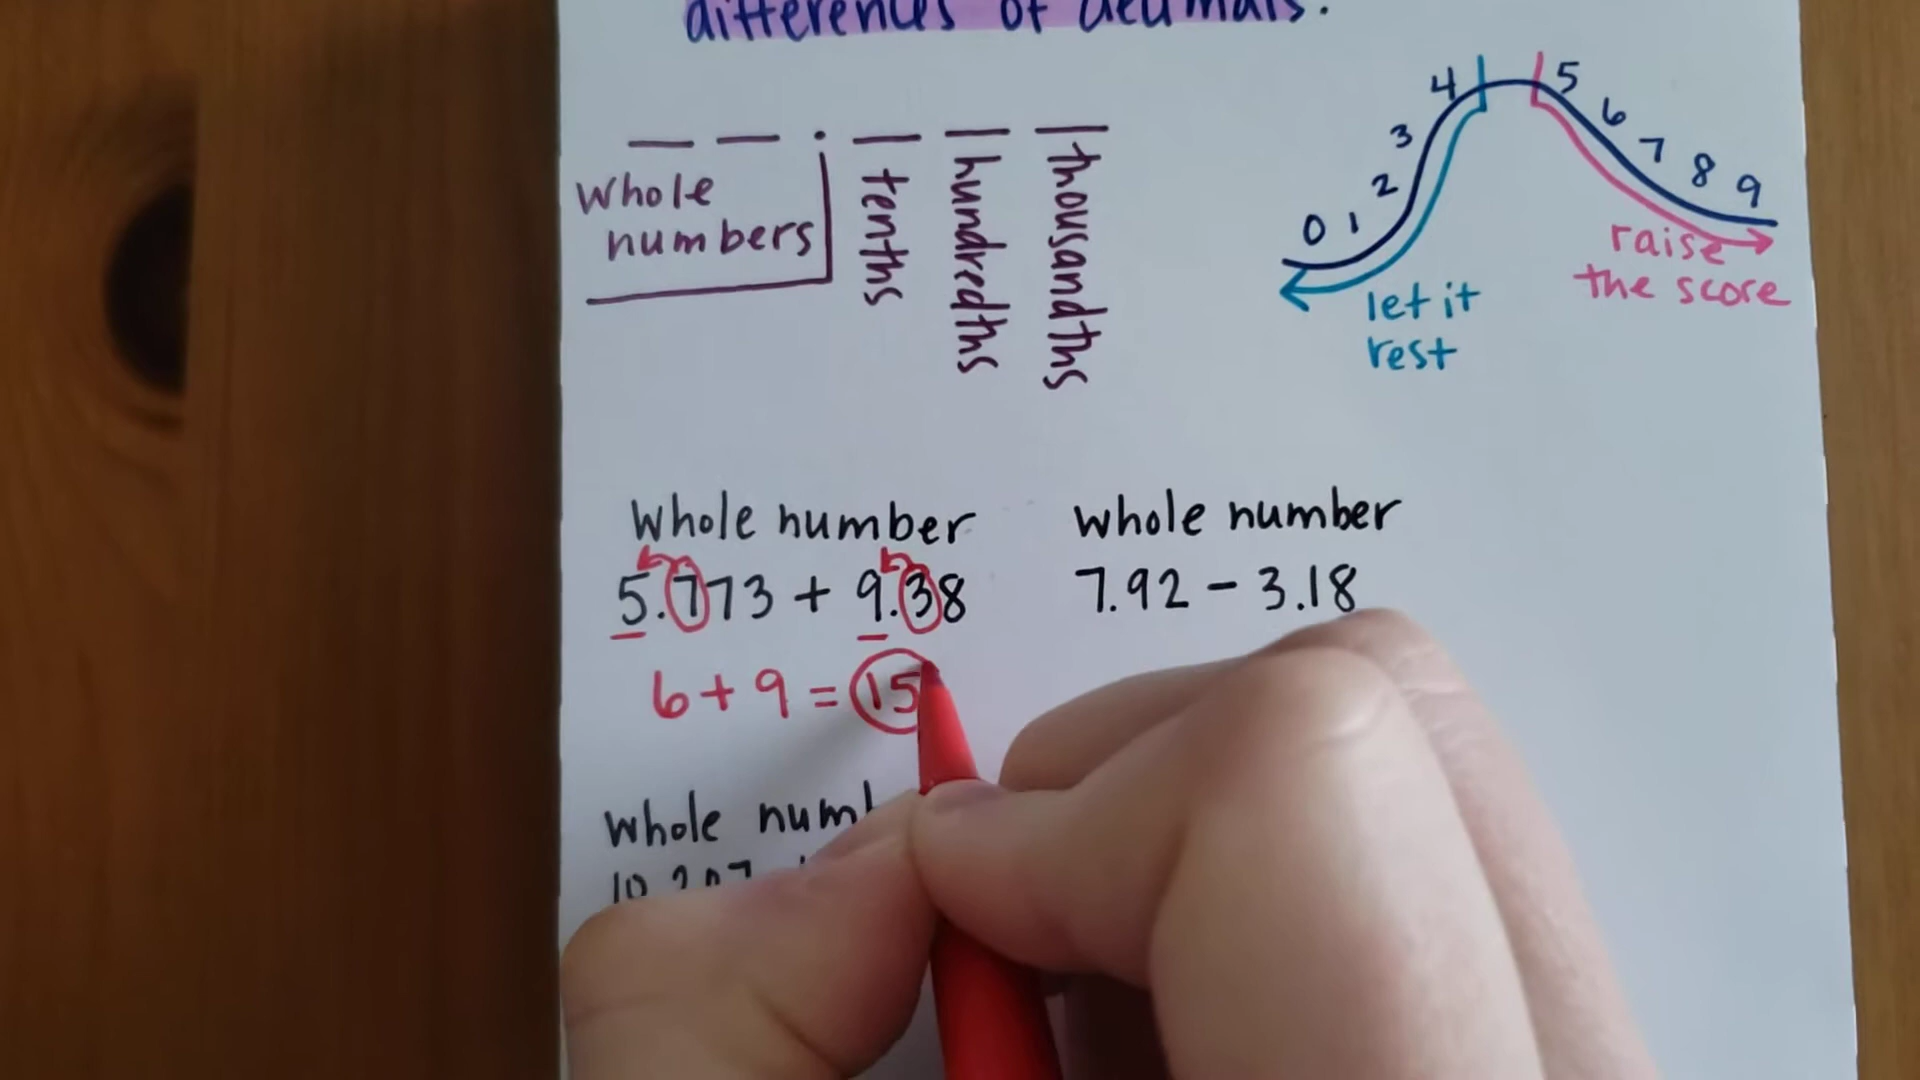 differences of decimals.
whole
numbers
tenths
hundredths
thousandths
0 1 2 3 4 5 6 7 8 9
let it
rest
raise
the score
Whole number
5.773 + 9.38
6 + 9 = 15
whole number
7.92 - 3.18
Whole